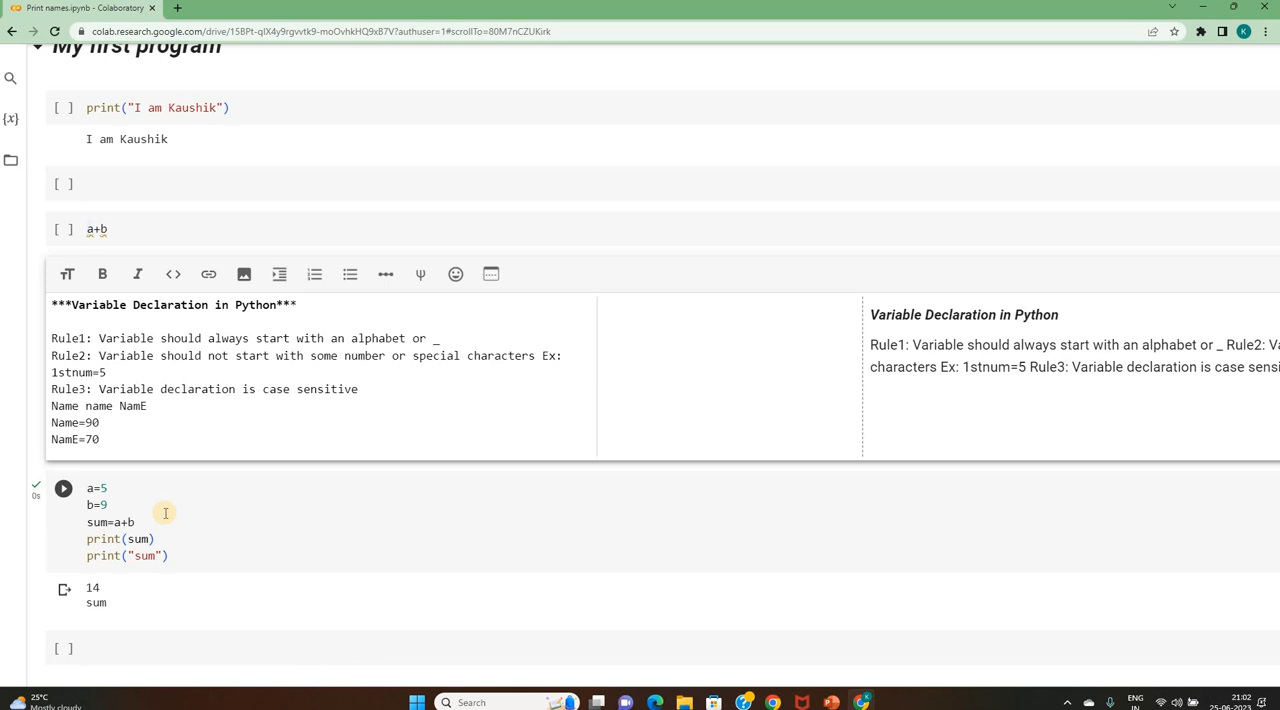 Print names.ipynb - Colaboratory
colab.research.google.com/drive/15BPt-qlX4y9rgvvtk9-moOvhkHQ9xB7V?authuser=1#scrollTo=80M7nCZUKirk
K
My first program
[ ] print("I am Kaushik")
I am Kaushik
[ ]
[ ] a+b
***Variable Declaration in Python***
Rule1: Variable should always start with an alphabet or _
Rule2: Variable should not start with some number or special characters Ex:
1stnum=5
Rule3: Variable declaration is case sensitive
Name name NamE
Name=90
NamE=70
Variable Declaration in Python
Rule1: Variable should always start with an alphabet or _ Rule2: Va
characters Ex: 1stnum=5 Rule3: Variable declaration is case sensi
0s
a=5
b=9
sum=a+b
print(sum)
print("sum")
14
sum
[ ]
25°C
Mostly cloudy
Search
ENG
IN
21:02
25-06-2023